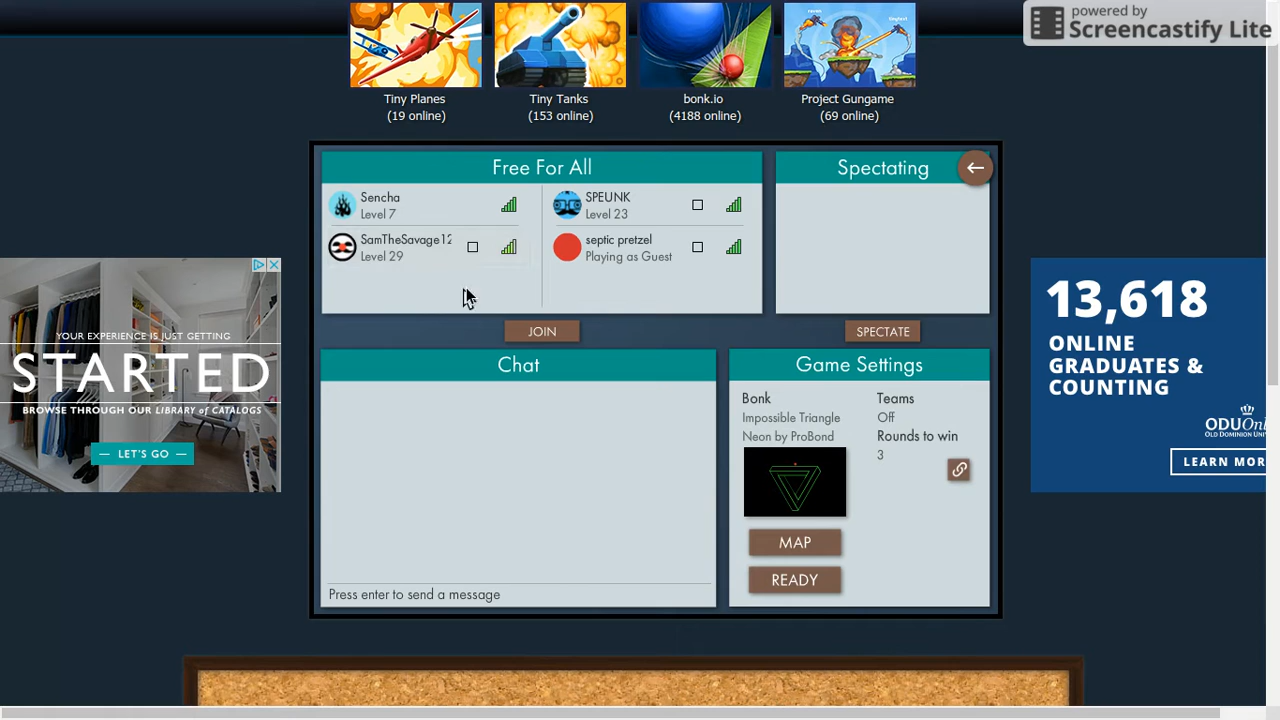 powered by
Screencastify Lite
Tiny Planes
(19 online)
Tiny Tanks
(153 online)
bonk.io
(4188 online)
Project Gungame
(69 online)
Free For All
Sencha
Level 7
SPEUNK
Level 23
SamTheSavage12
Level 29
septic pretzel
Playing as Guest
Spectating
JOIN
SPECTATE
Chat
Press enter to send a message
Game Settings
Bonk
Impossible Triangle
Neon by ProBond
Teams
Off
Rounds to win
3
MAP
READY
YOUR EXPERIENCE IS JUST GETTING
STARTED
BROWSE THROUGH OUR LIBRARY of CATALOGS
— LET'S GO —
13,618
ONLINE
GRADUATES &
COUNTING
ODUOnl
OLD DOMINION UNI
LEARN MOR